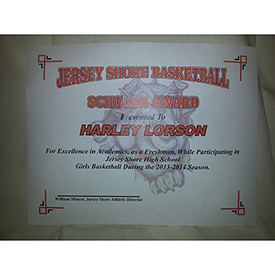 JERSEY SHORE BASKETBALL
SCHOLAR AWARD
Presented To
HARLEY LORSON
For Excellence in Academics, as a Freshman, While Participating in
Jersey Shore High School
Girls Basketball During the 2013-2014 Season.
William Minent, Jersey Shore Athletic Director